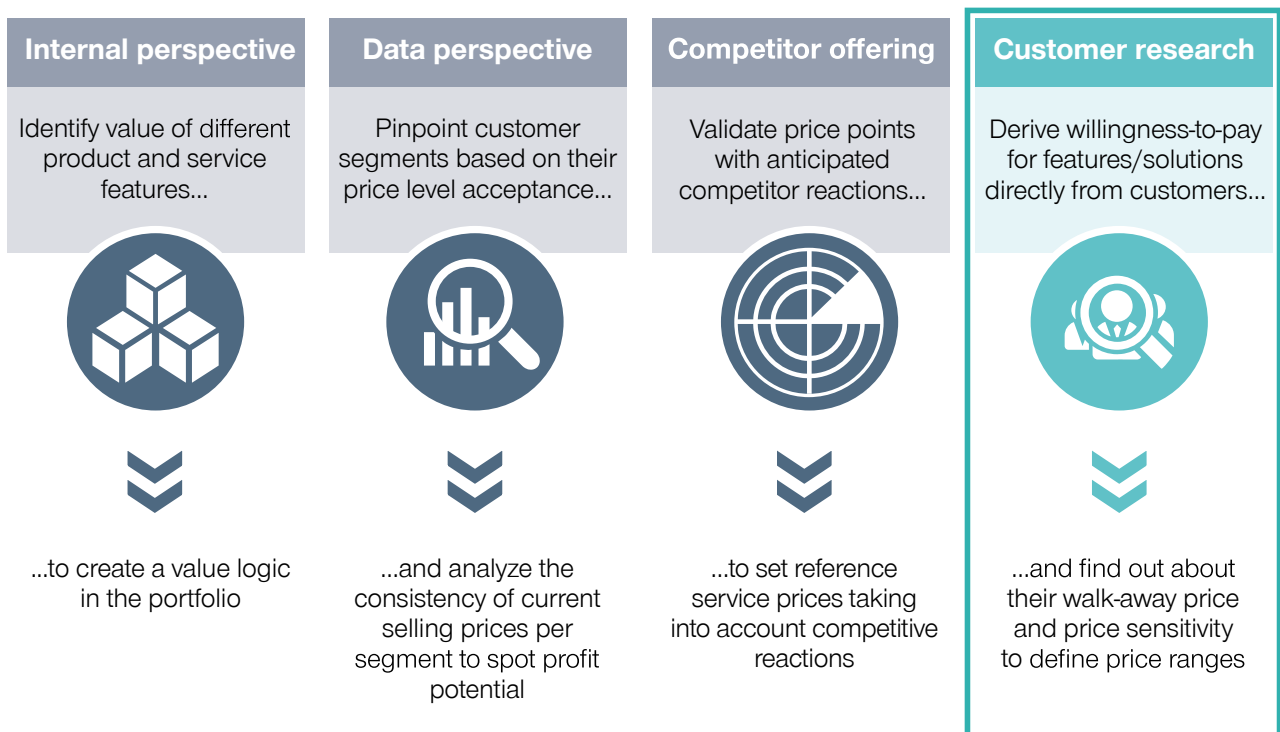 Internal perspective
Identify value of different
product and service
features...
...to create a value logic
in the portfolio
Data perspective
Pinpoint customer
segments based on their
price level acceptance...
...and analyze the
consistency of current
selling prices per
segment to spot profit
potential
Competitor offering
Validate price points
with anticipated
competitor reactions...
...to set reference
service prices taking
into account competitive
reactions
Customer research
Derive willingness-to-pay
for features/solutions
directly from customers...
...and find out about
their walk-away price
and price sensitivity
to define price ranges